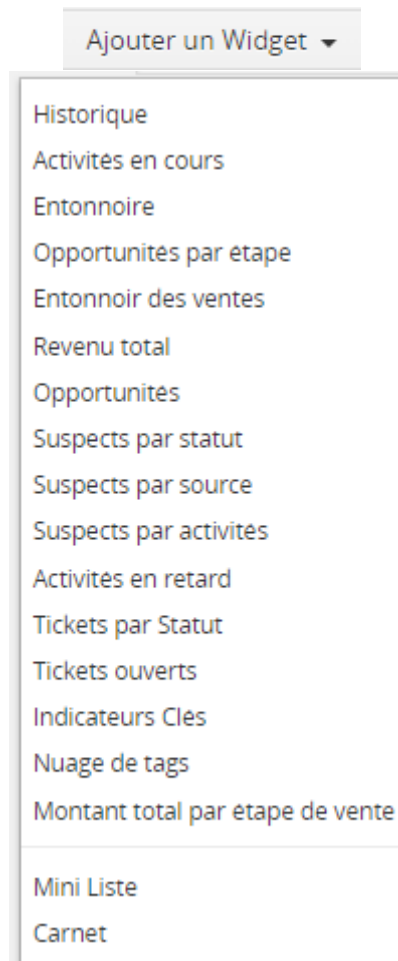 Ajouter un Widget
Historique
Activités en cours
Entonnoire
Opportunités par étape
Entonnoir des ventes
Revenu total
Opportunités
Suspects par statut
Suspects par source
Suspects par activités
Activités en retard
Tickets par Statut
Tickets ouverts
Indicateurs Clés
Nuage de tags
Montant total par étape de vente
Mini Liste
Carnet